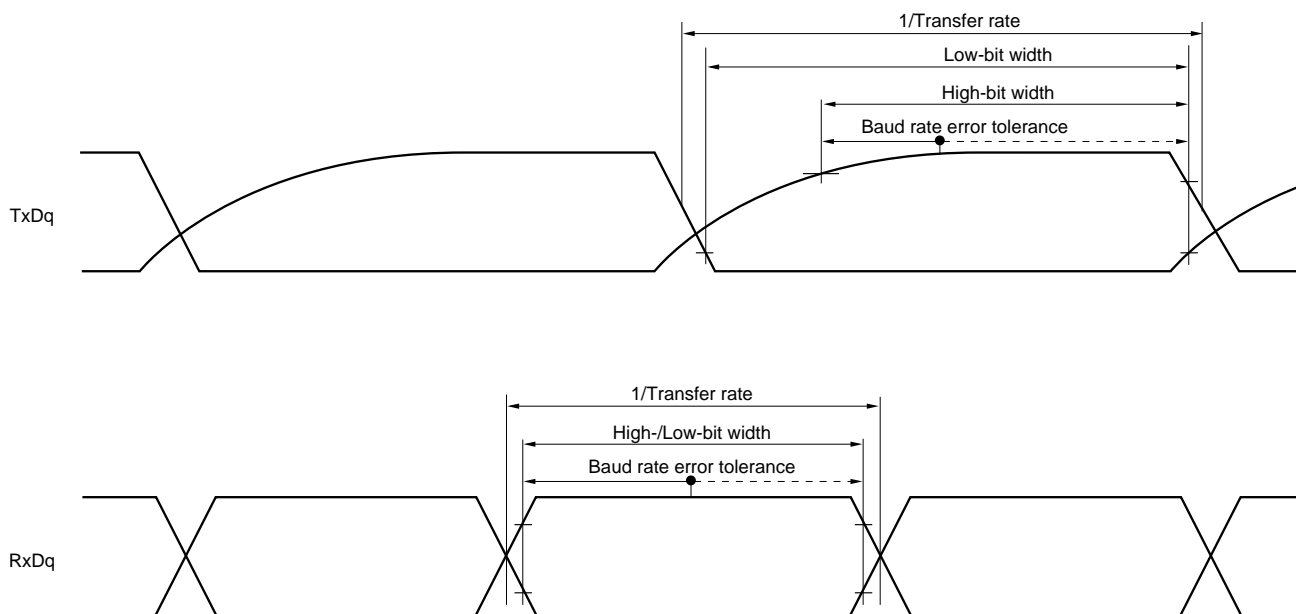 1/Transfer rate
Low-bit width
High-bit width
Baud rate error tolerance
TxDq
1/Transfer rate
High-/Low-bit width
Baud rate error tolerance
RxDq